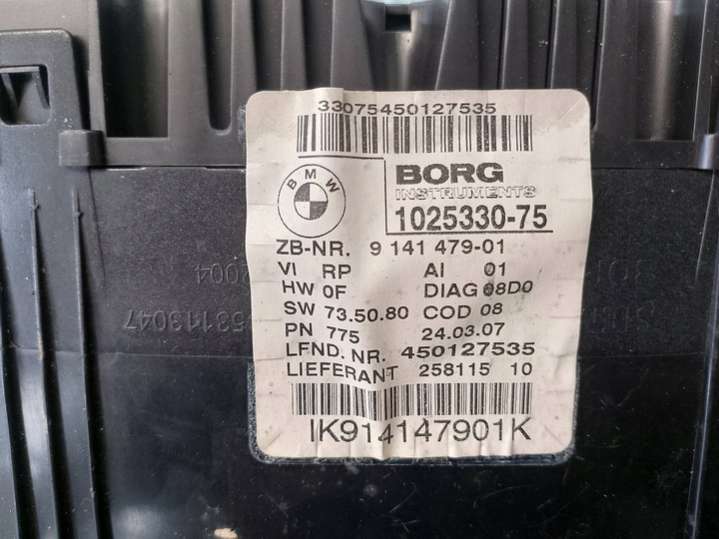 33075450127535
BMW
BORG
INSTRUMENTS
1025330-75
ZB-NR. 9 141 479-01
VI RP AI 01
HW 0F DIAG 08D0
SW 73.50.80 COD 08
PN 775 24.03.07
LFND. NR. 450127535
LIEFERANT 258115 10
IK914147901K
2004
53113047